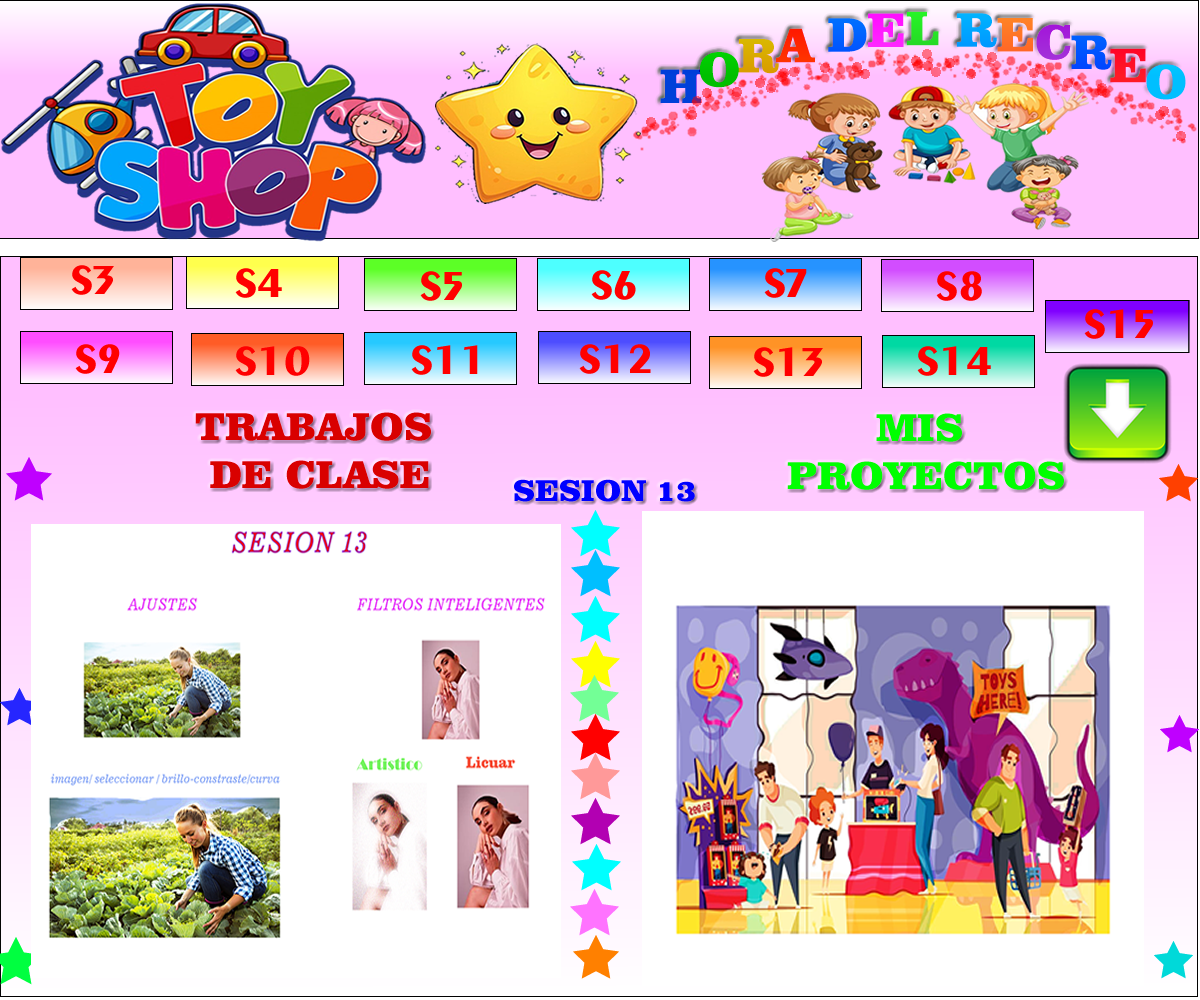 TOY
SHOP
HORA DEL RECREO
S3
S4
S5
S6
S7
S8
S15
S9
S10
S11
S12
S13
S14
TRABAJOS
DE CLASE
MIS
PROYECTOS
SESION 13
SESION 13
AJUSTES
FILTROS INTELIGENTES
imagen/ seleccionar / brillo-constraste/curva
Artistico
Licuar
TOYS
HERE!